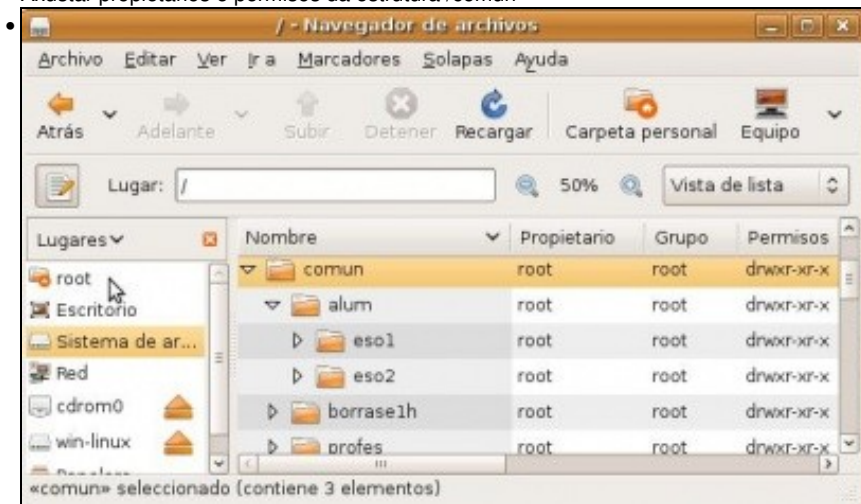 Axustar propietarios e permisos da estrutura /comun
/ - Navegador de archivos
Archivo Editar Ver Ir a Marcadores Solapas Ayuda
Atrás Adelante Subir Detener Recargar Carpeta personal Equipo
Lugar: / 50% Vista de lista
Lugares Nombre Propietario Grupo Permisos
root comun root root drwxr-xr-x
Escritorio alum root root drwxr-xr-x
Sistema de ar... eso1 root root drwxr-xr-x
Red eso2 root root drwxr-xr-x
cdrom0 borrase1h root root drwxr-xr-x
win-linux profes root root drwxr-xr-x
«comun» seleccionado (contiene 3 elementos)